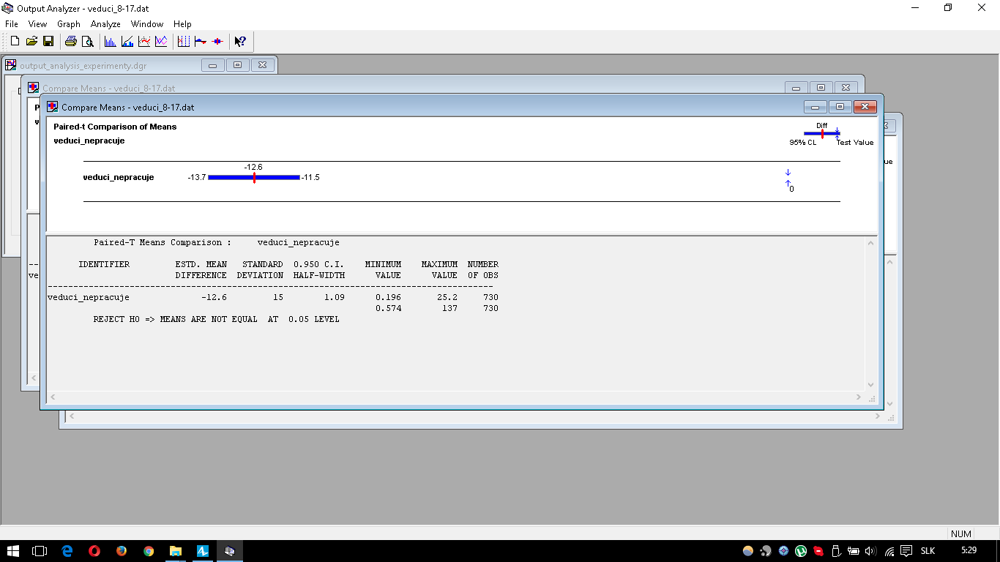 Output Analyzer - veduci_8-17.dat
File View Graph Analyze Window Help
output_analysis_experimenty.dgr
Compare Means - veduci_8-17.dat
Compare Means - veduci_8-17.dat
Paired-t Comparison of Means
veduci_nepracuje
Diff
95% CL Test Value
ue
-12.6
veduci_nepracuje -13.7 -11.5
0
Paired-T Means Comparison : veduci_nepracuje
IDENTIFIER ESTD. MEAN STANDARD 0.950 C.I. MINIMUM MAXIMUM NUMBER
DIFFERENCE DEVIATION HALF-WIDTH VALUE VALUE OF OBS
veduci_nepracuje -12.6 15 1.09 0.196 25.2 730
0.574 137 730
REJECT H0 => MEANS ARE NOT EQUAL AT 0.05 LEVEL
ve
NUM
SLK 5:29